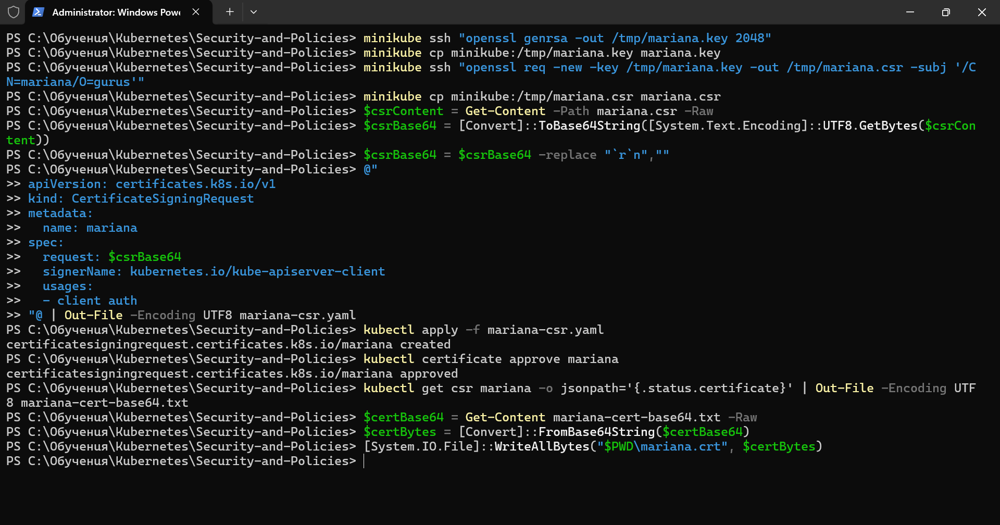 Administrator: Windows Powe
PS C:\Обучения\Kubernetes\Security-and-Policies> minikube ssh "openssl genrsa -out /tmp/mariana.key 2048"
PS C:\Обучения\Kubernetes\Security-and-Policies> minikube cp minikube:/tmp/mariana.key mariana.key
PS C:\Обучения\Kubernetes\Security-and-Policies> minikube ssh "openssl req -new -key /tmp/mariana.key -out /tmp/mariana.csr -subj '/C
N=mariana/O=gurus'"
PS C:\Обучения\Kubernetes\Security-and-Policies> minikube cp minikube:/tmp/mariana.csr mariana.csr
PS C:\Обучения\Kubernetes\Security-and-Policies> $csrContent = Get-Content -Path mariana.csr -Raw
PS C:\Обучения\Kubernetes\Security-and-Policies> $csrBase64 = [Convert]::ToBase64String([System.Text.Encoding]::UTF8.GetBytes($csrCon
tent))
PS C:\Обучения\Kubernetes\Security-and-Policies> $csrBase64 = $csrBase64 -replace "`r`n",""
PS C:\Обучения\Kubernetes\Security-and-Policies> @"
>> apiVersion: certificates.k8s.io/v1
>> kind: CertificateSigningRequest
>> metadata:
>>   name: mariana
>> spec:
>>   request: $csrBase64
>>   signerName: kubernetes.io/kube-apiserver-client
>>   usages:
>>   - client auth
>> "@ | Out-File -Encoding UTF8 mariana-csr.yaml
PS C:\Обучения\Kubernetes\Security-and-Policies> kubectl apply -f mariana-csr.yaml
certificatesigningrequest.certificates.k8s.io/mariana created
PS C:\Обучения\Kubernetes\Security-and-Policies> kubectl certificate approve mariana
certificatesigningrequest.certificates.k8s.io/mariana approved
PS C:\Обучения\Kubernetes\Security-and-Policies> kubectl get csr mariana -o jsonpath='{.status.certificate}' | Out-File -Encoding UTF
8 mariana-cert-base64.txt
PS C:\Обучения\Kubernetes\Security-and-Policies> $certBase64 = Get-Content mariana-cert-base64.txt -Raw
PS C:\Обучения\Kubernetes\Security-and-Policies> $certBytes = [Convert]::FromBase64String($certBase64)
PS C:\Обучения\Kubernetes\Security-and-Policies> [System.IO.File]::WriteAllBytes("$PWD\mariana.crt", $certBytes)
PS C:\Обучения\Kubernetes\Security-and-Policies>